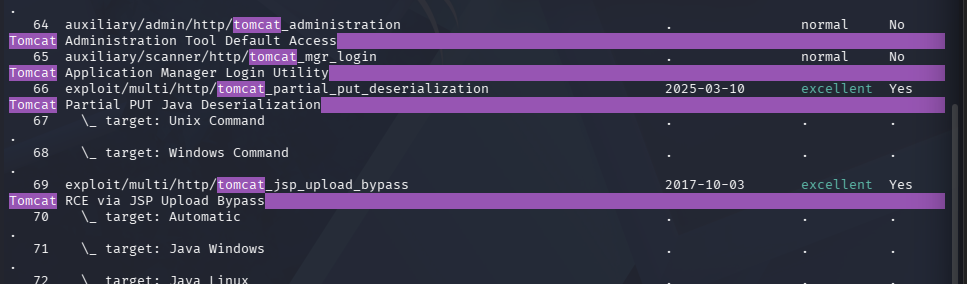 .
64 auxiliary/admin/http/tomcat_administration . normal No
Tomcat Administration Tool Default Access
65 auxiliary/scanner/http/tomcat_mgr_login . normal No
Tomcat Application Manager Login Utility
66 exploit/multi/http/tomcat_partial_put_deserialization 2025-03-10 excellent Yes
Tomcat Partial PUT Java Deserialization
67 \_ target: Unix Command . . .
.
68 \_ target: Windows Command . . .
.
69 exploit/multi/http/tomcat_jsp_upload_bypass 2017-10-03 excellent Yes
Tomcat RCE via JSP Upload Bypass
70 \_ target: Automatic . . .
.
71 \_ target: Java Windows . . .
.
72 \_ target: Java Linux . . .